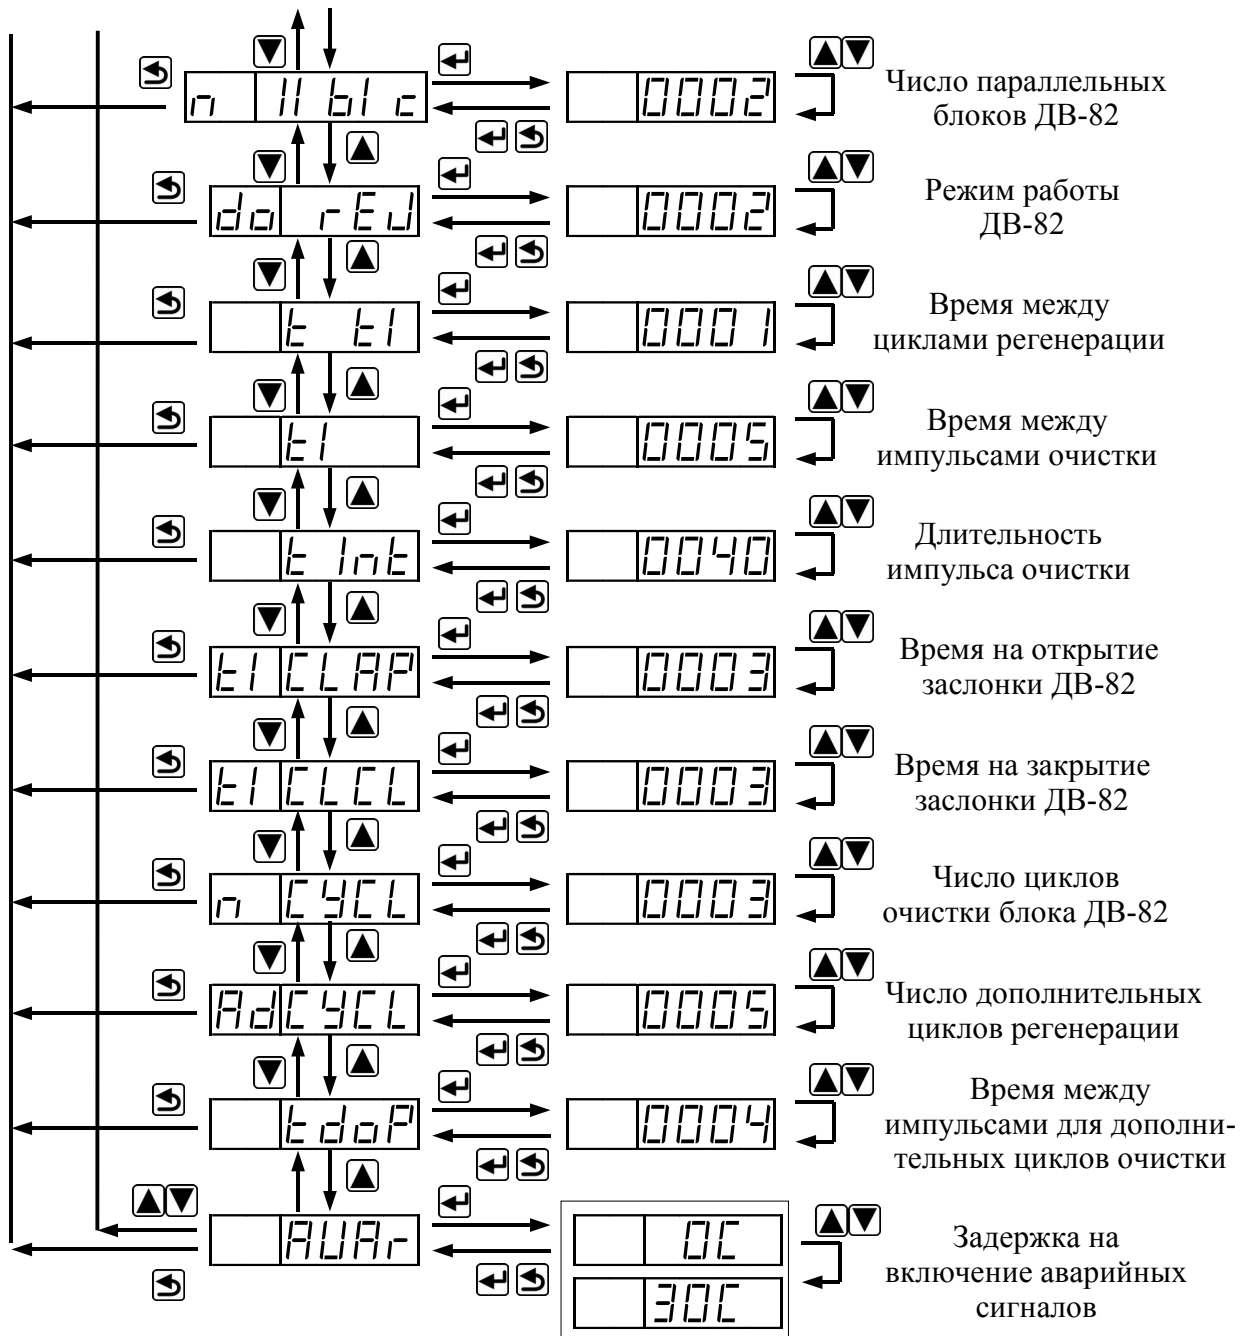 n 11 bl c
0002
Число параллельных
блоков ДВ-82
do rEJ
0002
Режим работы
ДВ-82
t t1
0001
Время между
циклами регенерации
t1
0005
Время между
импульсами очистки
t Int
0040
Длительность
импульса очистки
t1 CLAP
0003
Время на открытие
заслонки ДВ-82
t1 CLCL
0003
Время на закрытие
заслонки ДВ-82
n CYCL
0003
Число циклов
очистки блока ДВ-82
Ad CYCL
0005
Число дополнительных
циклов регенерации
tdoP
0004
Время между
импульсами для дополни-
тельных циклов очистки
AUAr
0C
30C
Задержка на
включение аварийных
сигналов